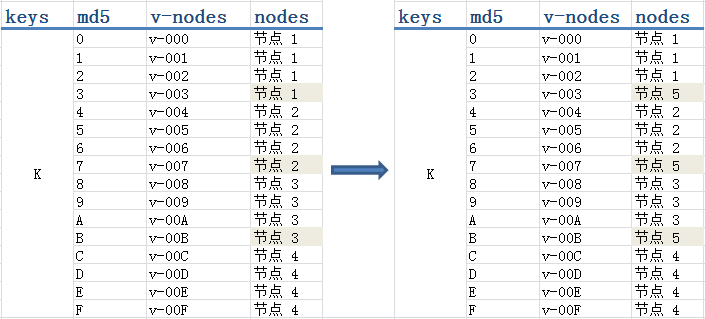 keys md5 v-nodes nodes keys md5 v-nodes nodes
0 v-000 节点 1 0 v-000 节点 1
1 v-001 节点 1 1 v-001 节点 1
2 v-002 节点 1 2 v-002 节点 1
3 v-003 节点 1 3 v-003 节点 5
4 v-004 节点 2 4 v-004 节点 2
5 v-005 节点 2 5 v-005 节点 2
6 v-006 节点 2 6 v-006 节点 2
7 v-007 节点 2 7 v-007 节点 5
K 8 v-008 节点 3 K 8 v-008 节点 3
9 v-009 节点 3 9 v-009 节点 3
A v-00A 节点 3 A v-00A 节点 3
B v-00B 节点 3 B v-00B 节点 5
C v-00C 节点 4 C v-00C 节点 4
D v-00D 节点 4 D v-00D 节点 4
E v-00E 节点 4 E v-00E 节点 4
F v-00F 节点 4 F v-00F 节点 4